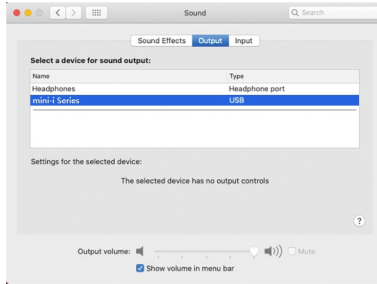 Sound
Search
Sound Effects Output Input
Select a device for sound output:
Name Type
Headphones Headphone port
mini-i Series USB
Settings for the selected device:
The selected device has no output controls
?
Output volume: Mute
Show volume in menu bar